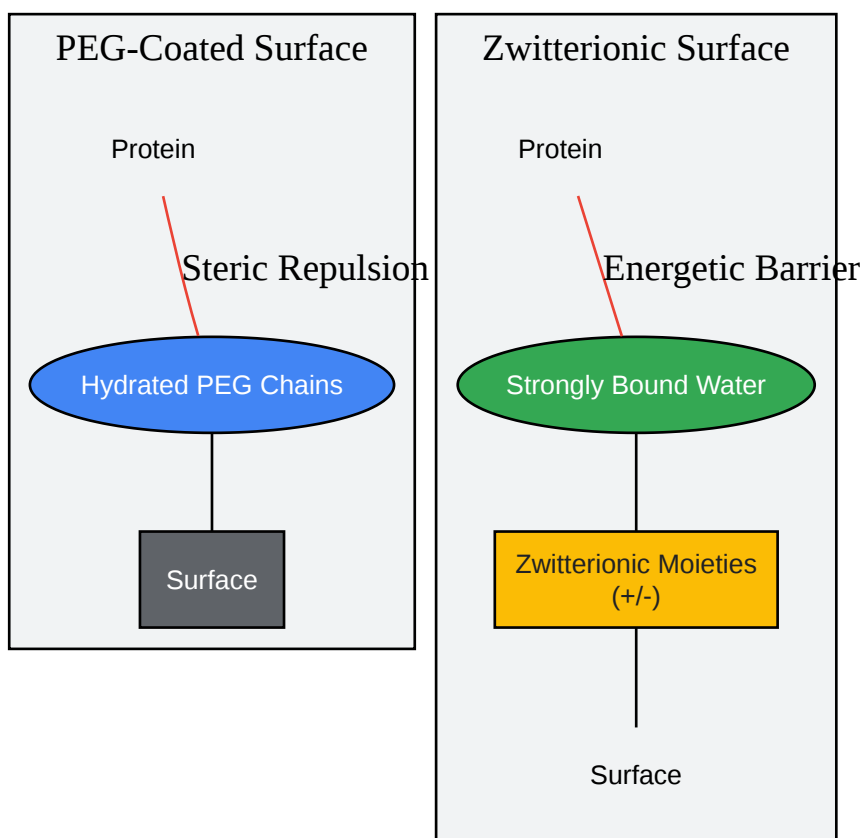 PEG-Coated Surface
Protein
Steric Repulsion
Hydrated PEG Chains
Surface
Zwitterionic Surface
Protein
Energetic Barrier
Strongly Bound Water
Zwitterionic Moieties
(+/-)
Surface